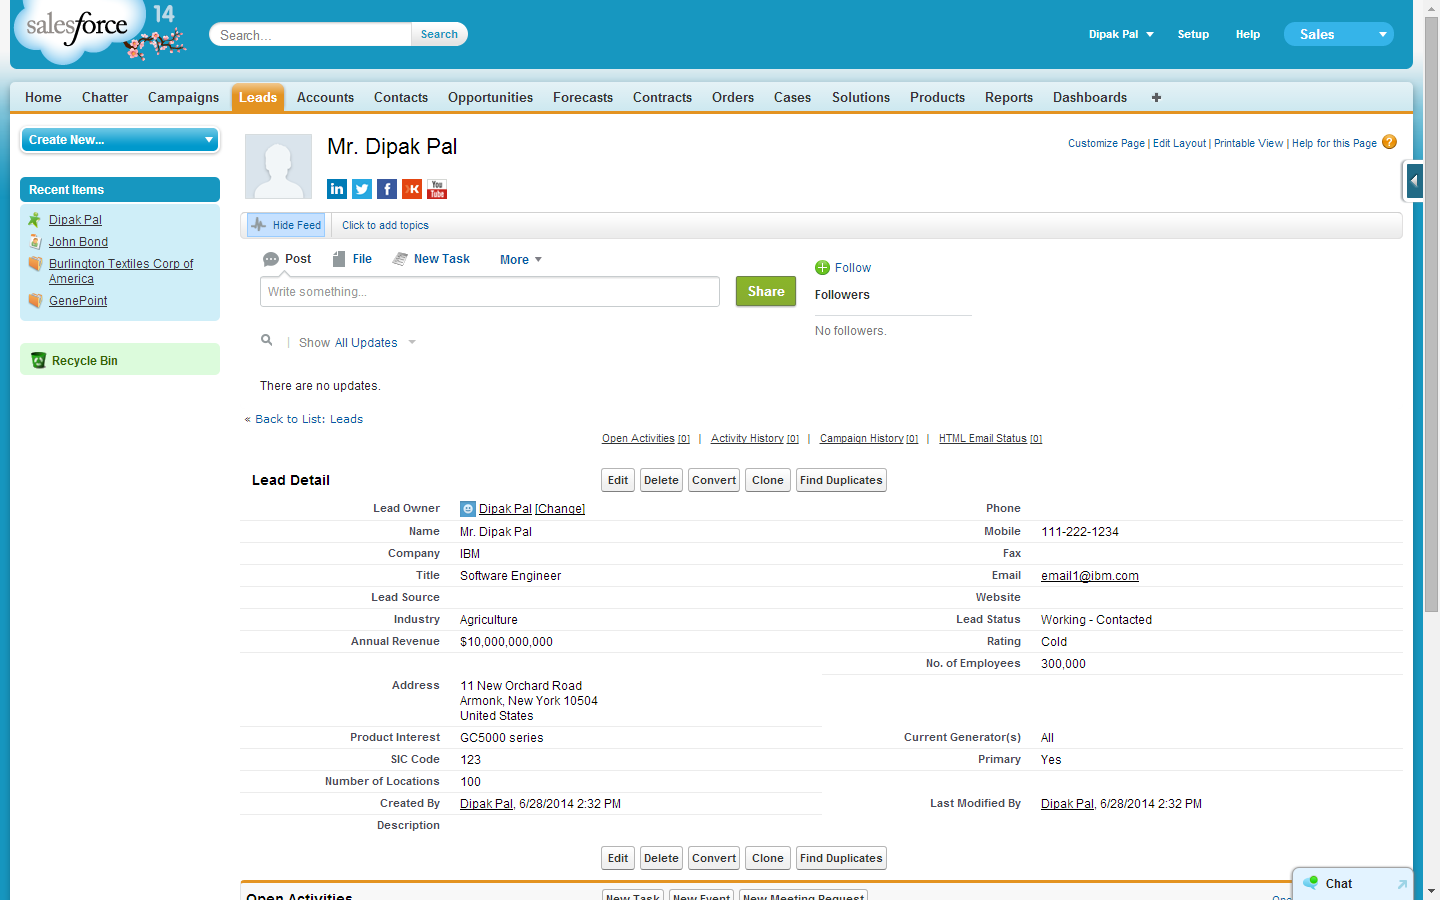 salesforce
14
Search...
Search
Dipak Pal
Setup
Help
Sales
Home
Chatter
Campaigns
Leads
Accounts
Contacts
Opportunities
Forecasts
Contracts
Orders
Cases
Solutions
Products
Reports
Dashboards
+
Create New...
Recent Items
Dipak Pal
John Bond
Burlington Textiles Corp of
America
GenePoint
Recycle Bin
Mr. Dipak Pal
Customize Page | Edit Layout | Printable View | Help for this Page ?
in
f
You
Tube
Hide Feed
Click to add topics
Post
File
New Task
More
Write something...
Share
Follow
Followers
No followers.
Show All Updates
There are no updates.
« Back to List: Leads
Open Activities [0] | Activity History [0] | Campaign History [0] | HTML Email Status [0]
Lead Detail
Edit
Delete
Convert
Clone
Find Duplicates
Lead Owner Dipak Pal [Change]
Phone
Name Mr. Dipak Pal
Mobile 111-222-1234
Company IBM
Fax
Title Software Engineer
Email email1@ibm.com
Lead Source
Website
Industry Agriculture
Lead Status Working - Contacted
Annual Revenue $10,000,000,000
Rating Cold
No. of Employees 300,000
Address 11 New Orchard Road
Armonk, New York 10504
United States
Product Interest GC5000 series
Current Generator(s) All
SIC Code 123
Primary Yes
Number of Locations 100
Created By Dipak Pal, 6/28/2014 2:32 PM
Last Modified By Dipak Pal, 6/28/2014 2:32 PM
Description
Edit
Delete
Convert
Clone
Find Duplicates
Open Activities
New Task
New Event
New Meeting Request
Chat